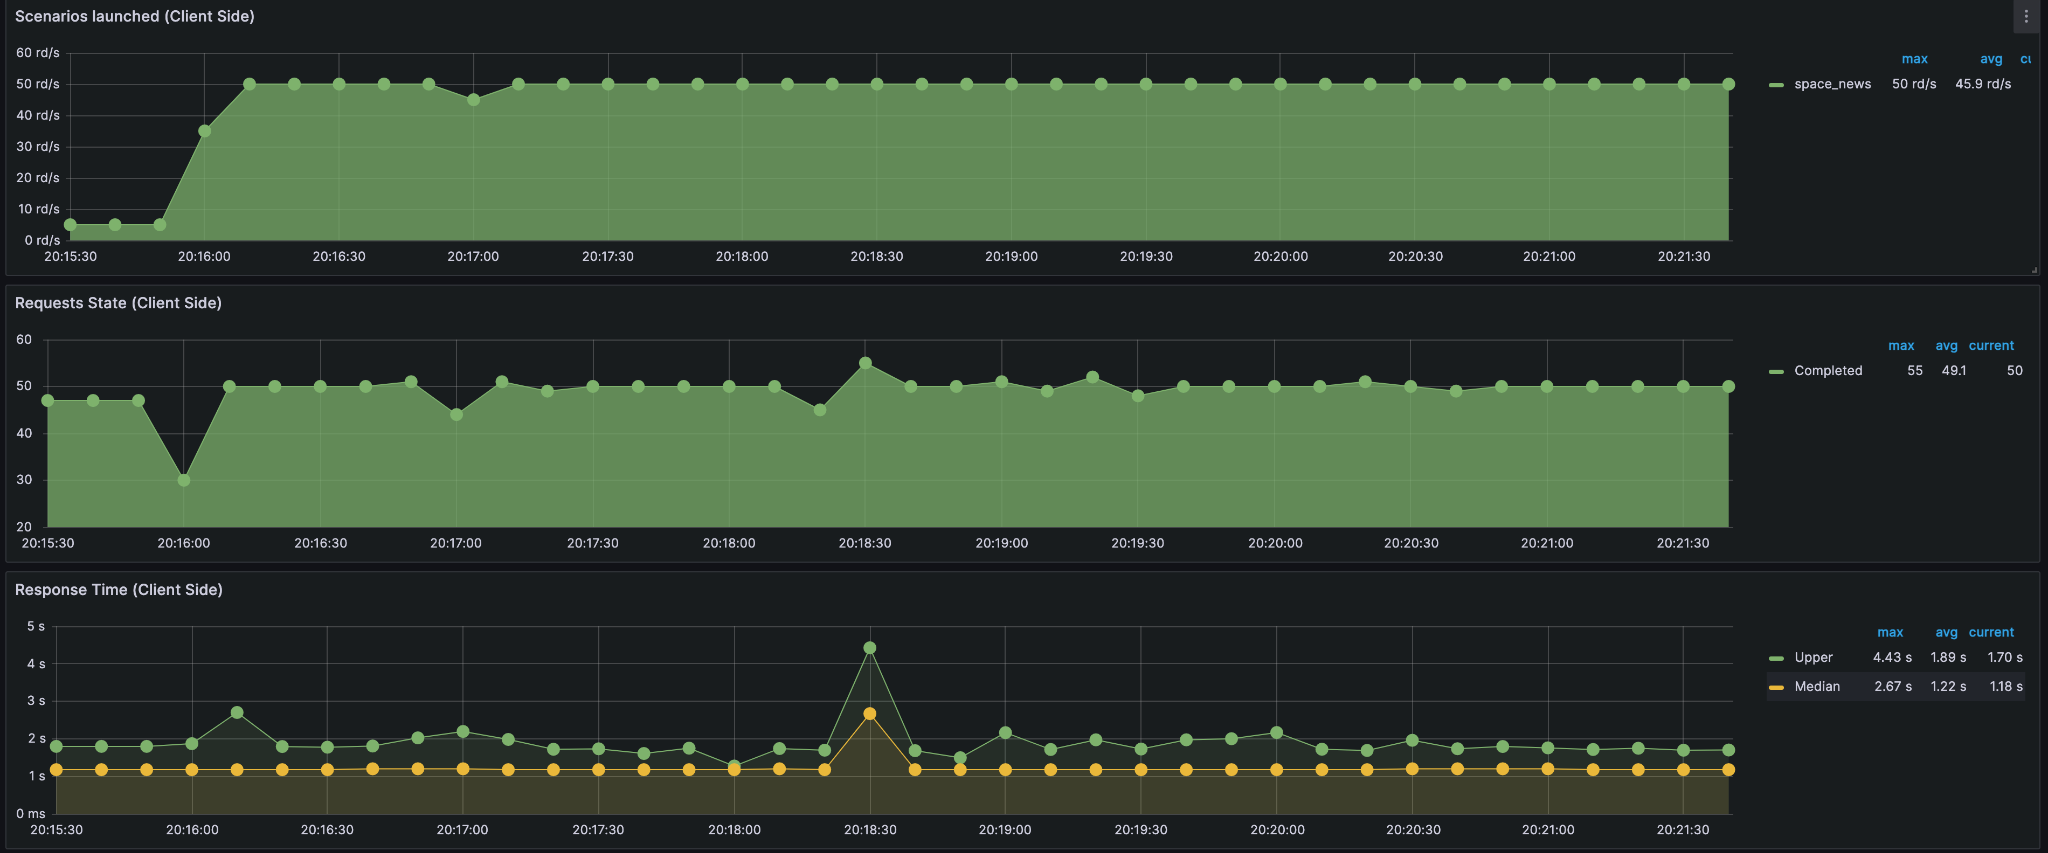 Scenarios launched (Client Side)
60 rd/s
50 rd/s
40 rd/s
30 rd/s
20 rd/s
10 rd/s
0 rd/s
20:15:30 20:16:00 20:16:30 20:17:00 20:17:30 20:18:00 20:18:30 20:19:00 20:19:30 20:20:00 20:20:30 20:21:00 20:21:30
max avg
space_news 50 rd/s 45.9 rd/s
Requests State (Client Side)
60
50
40
30
20
20:15:30 20:16:00 20:16:30 20:17:00 20:17:30 20:18:00 20:18:30 20:19:00 20:19:30 20:20:00 20:20:30 20:21:00 20:21:30
max avg current
Completed 55 49.1 50
Response Time (Client Side)
5 s
4 s
3 s
2 s
1 s
0 ms
20:15:30 20:16:00 20:16:30 20:17:00 20:17:30 20:18:00 20:18:30 20:19:00 20:19:30 20:20:00 20:20:30 20:21:00 20:21:30
max avg current
Upper 4.43 s 1.89 s 1.70 s
Median 2.67 s 1.22 s 1.18 s